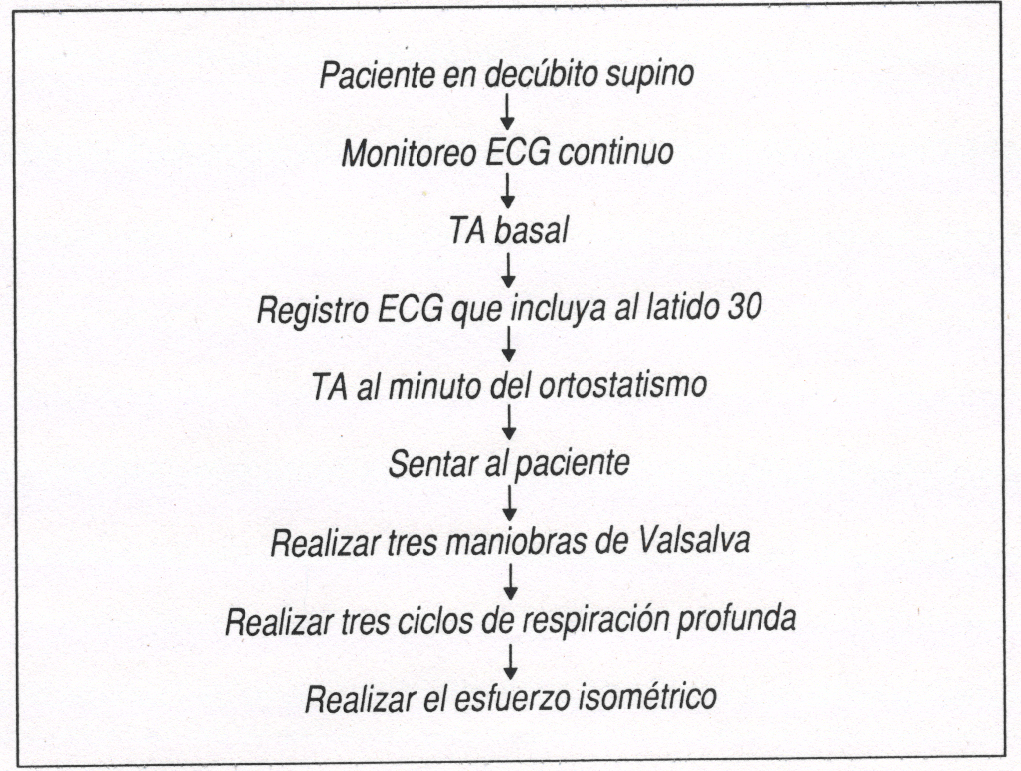 Paciente en decúbito supino
Monitoreo ECG continuo
TA basal
Registro ECG que incluya al latido 30
TA al minuto del ortostatismo
Sentar al paciente
Realizar tres maniobras de Valsalva
Realizar tres ciclos de respiración profunda
Realizar el esfuerzo isométrico